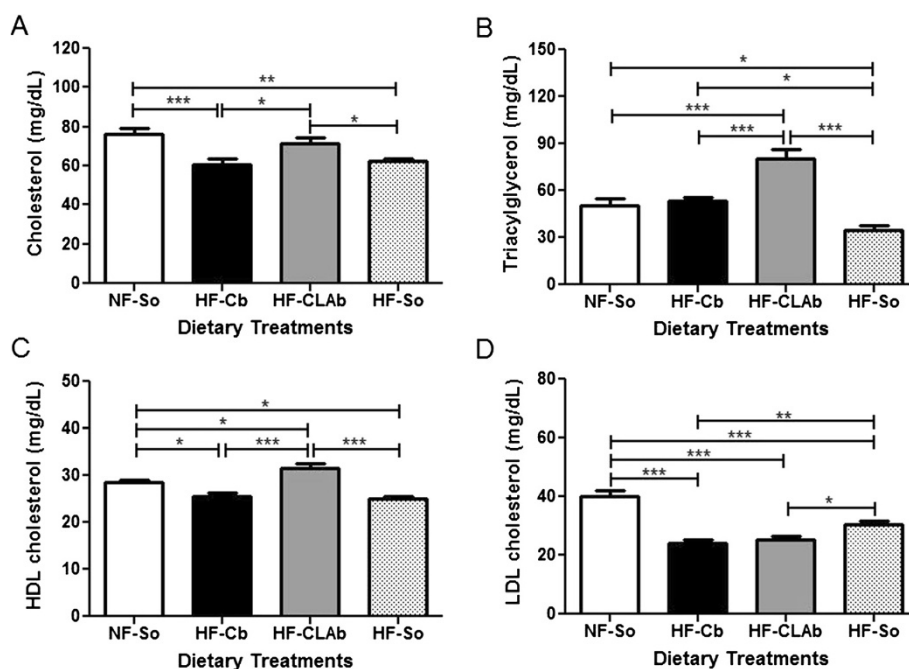 A
Cholesterol (mg/dL)
120
100
80
60
40
20
0
**
***
*
*
NF-So HF-Cb HF-CLAb HF-So
Dietary Treatments
B
Triacylglycerol (mg/dL)
150
120
90
60
30
0
*
*
***
***
***
NF-So HF-Cb HF-CLAb HF-So
Dietary Treatments
C
HDL cholesterol (mg/dL)
50
40
30
20
10
0
*
*
*
***
***
NF-So HF-Cb HF-CLAb HF-So
Dietary Treatments
D
LDL cholesterol (mg/dL)
80
60
40
20
0
**
***
***
***
*
NF-So HF-Cb HF-CLAb HF-So
Dietary Treatments